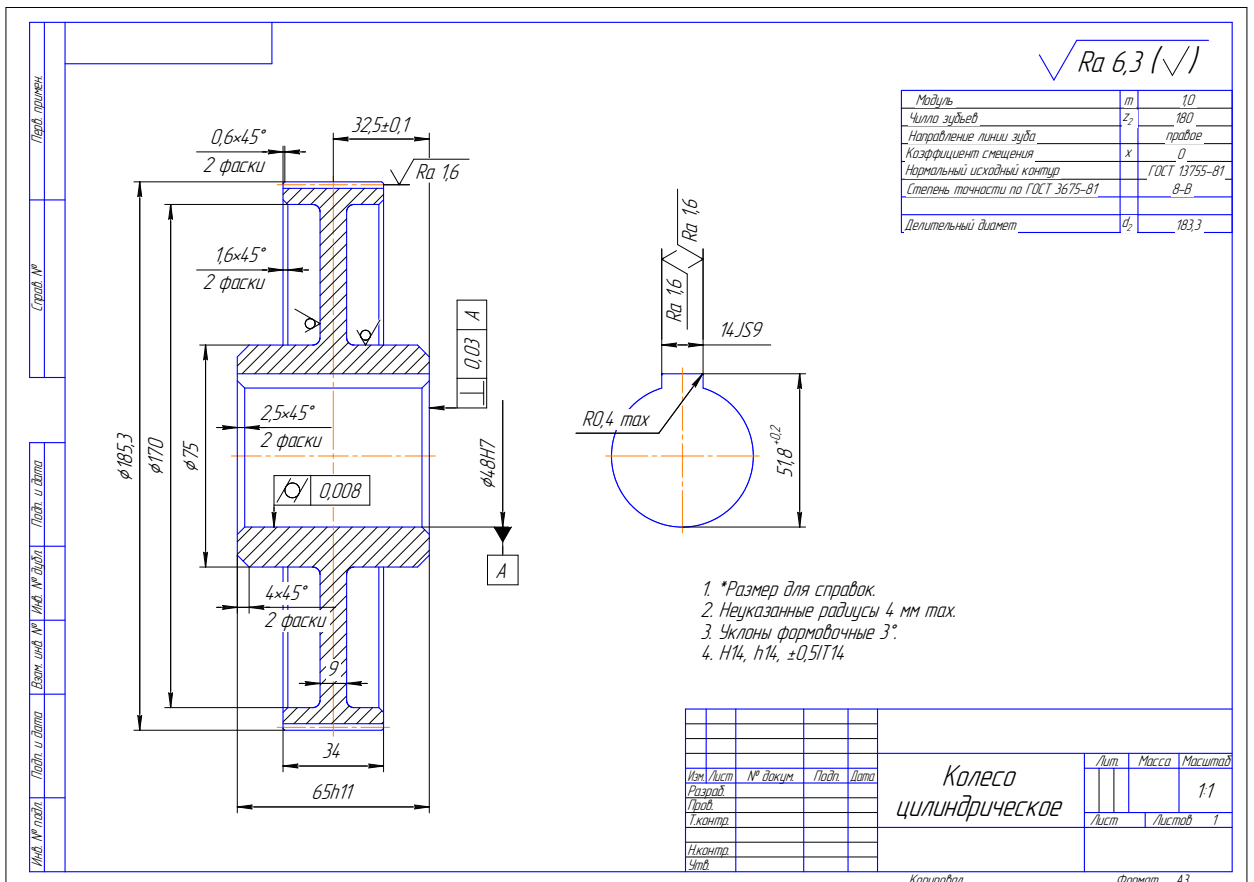 Перв. примен.
Справ. №
Подп. и дата
Инв. № дубл.
Взам. инв. №
Подп. и дата
Инв. № подл.
√ Ra 6,3 (√)
Модуль m 1,0
Чилло зубьев z₂ 180
Направление линии зуба правое
Коэффициент смещения x 0
Нормальный исходный контур ГОСТ 13755-81
Степень точности по ГОСТ 3675-81 8-В
Делительный диамет d₂ 183,3
0,6×45°
2 фаски
32,5±0,1
Ra 1,6
1,6×45°
2 фаски
0,03 А
2,5×45°
2 фаски
0,008
4×45°
2 фаски
9
34
65h11
⌀185,3
⌀170
⌀75
⌀48H7
А
Ra 1,6
Ra 1,6
14JS9
R0,4 max
51,8⁺⁰,²
1. *Размер для справок.
2. Неуказанные радиусы 4 мм max.
3. Уклоны формовочные 3°.
4. H14, h14, ±0,5IT14
Изм. Лист № докум. Подп. Дата
Разраб.
Пров.
Т.контр.
Н.контр.
Утв.
Колесо
цилиндрическое
Лит. Масса Масштаб
1:1
Лист Листов 1
Копировал Формат А3